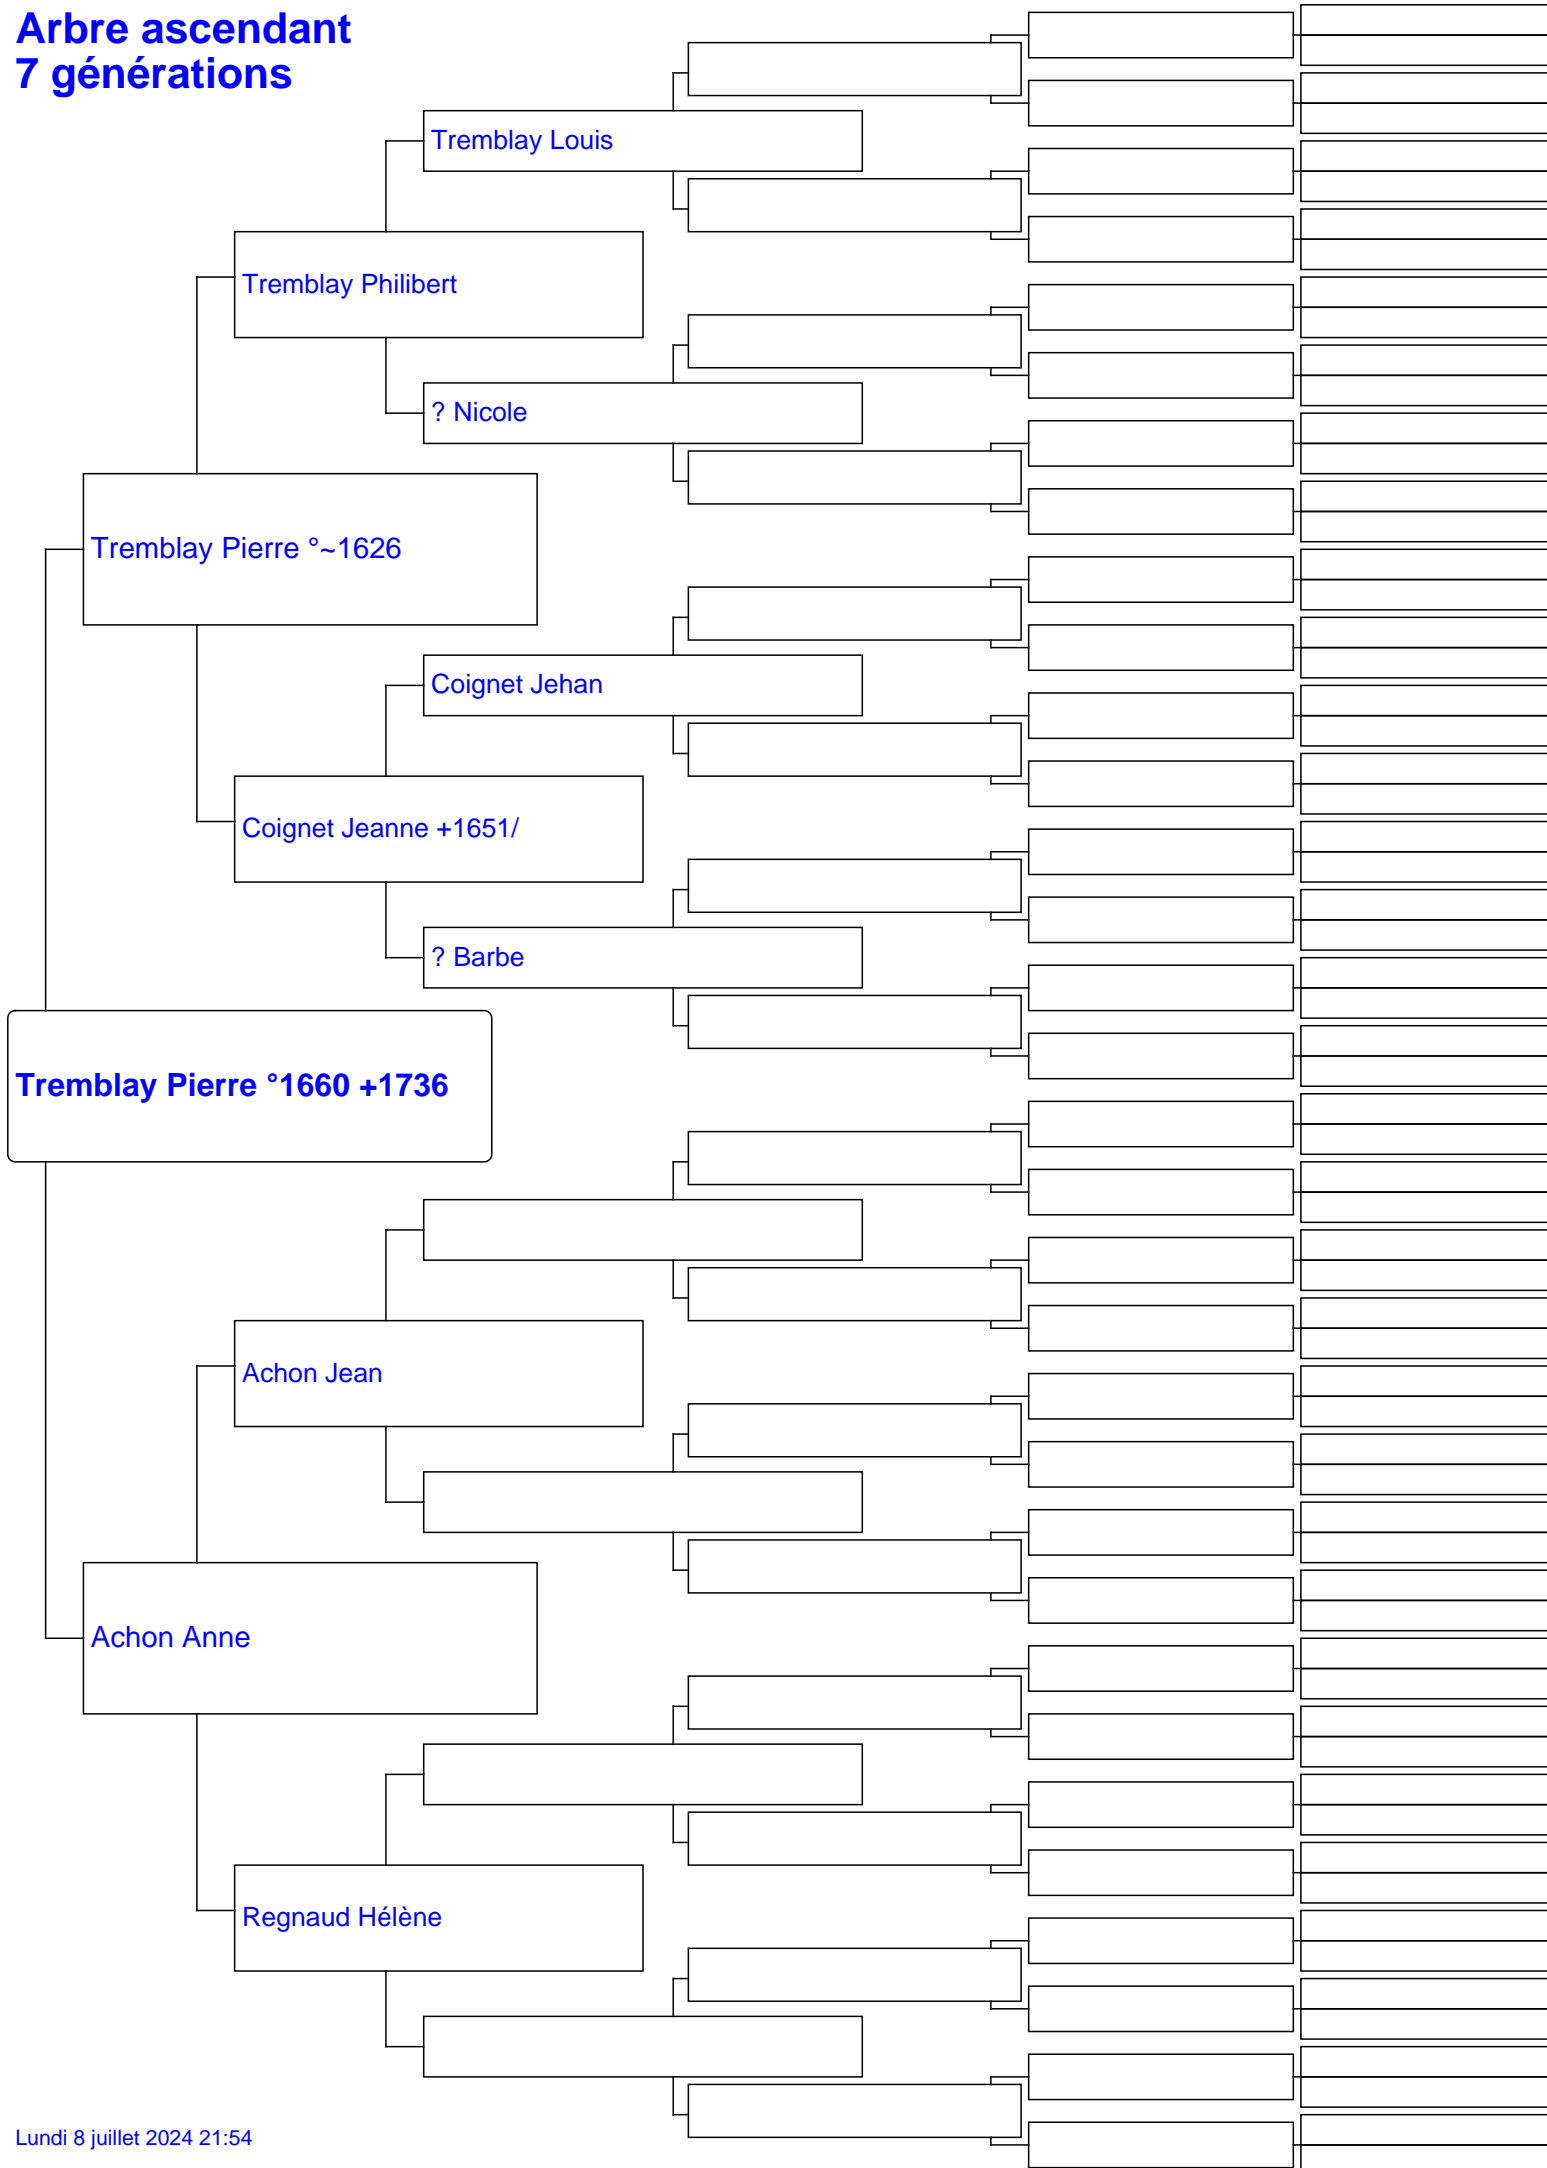 Arbre ascendant
7 générations
Tremblay Louis
Tremblay Philibert
? Nicole
Tremblay Pierre °~1626
Coignet Jehan
Coignet Jeanne +1651/
? Barbe
Tremblay Pierre °1660 +1736
Achon Jean
Achon Anne
Regnaud Hélène
Lundi 8 juillet 2024 21:54